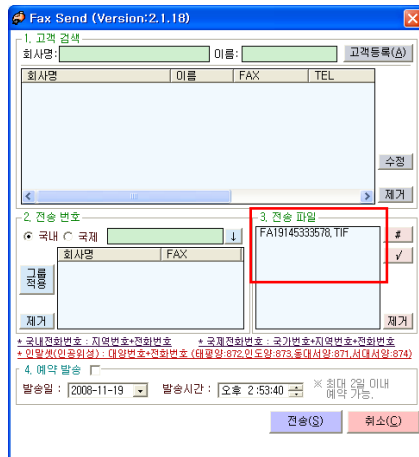 Fax Send (Version:2.1.18)
1. 고객 검색
회사명: 이름: 고객등록(A)
회사명 이름 FAX TEL
수정
제거
2. 전송 번호
국내 국제 ↓
회사명 FAX
그룹
적용
제거
3. 전송 파일
FA19145333578.TIF
#
√
제거
* 국내전화번호 : 지역번호+전화번호 * 국제전화번호 : 국가번호+지역번호+전화번호
* 인말샛(인공위성) : 대양번호+전화번호 (태평양:872,인도양:873,동대서양:871,서대서양:874)
4. 예약 발송
발송일 : 2008-11-19 발송시간 : 오후 2:53:40 ※ 최대 2일 이내
예약 가능.
전송(S) 취소(C)